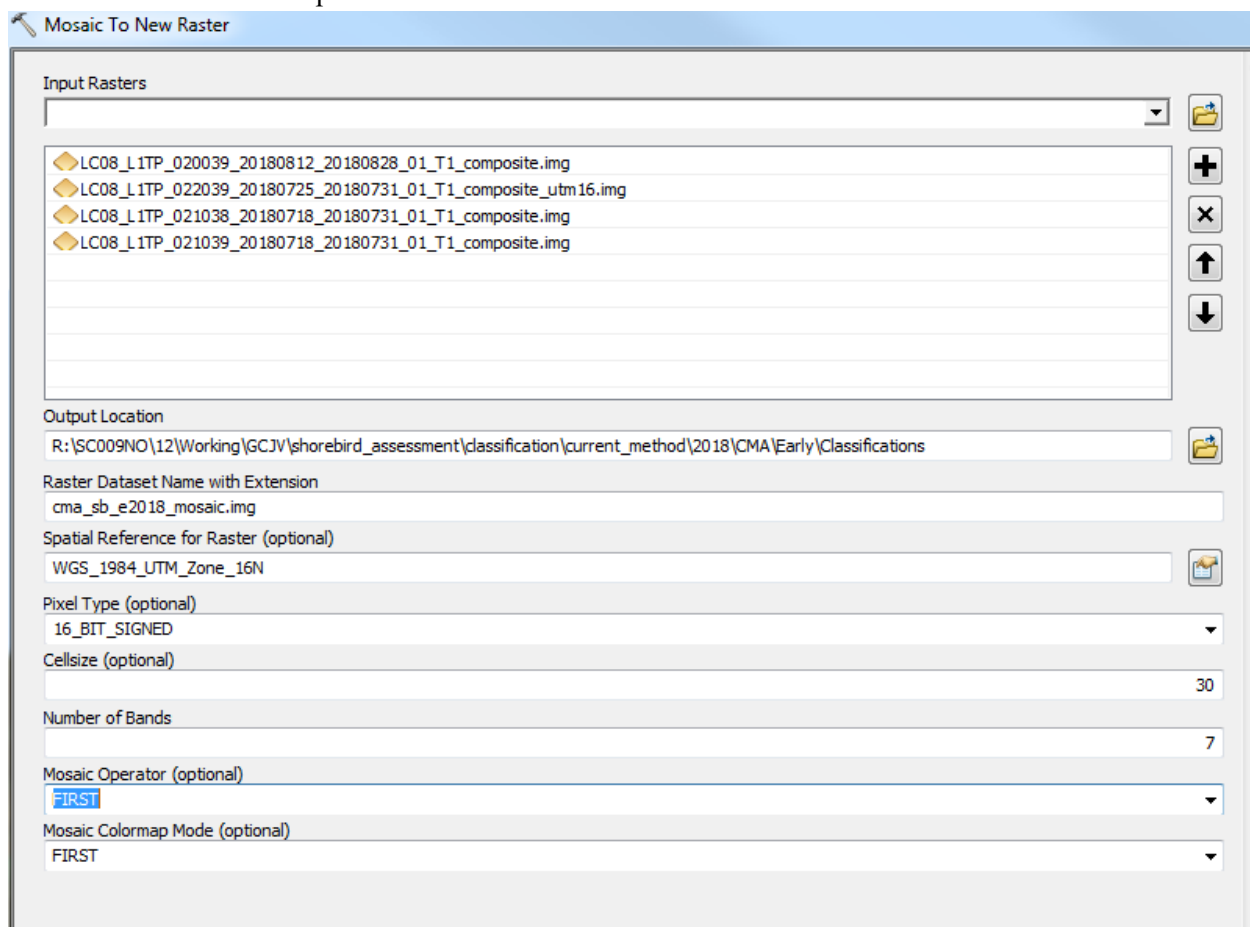 Mosaic To New Raster
Input Rasters
LC08_L1TP_020039_20180812_20180828_01_T1_composite.img
LC08_L1TP_022039_20180725_20180731_01_T1_composite_utm16.img
LC08_L1TP_021038_20180718_20180731_01_T1_composite.img
LC08_L1TP_021039_20180718_20180731_01_T1_composite.img
Output Location
R:\SC009NO\12\Working\GCJV\shorebird_assessment\classification\current_method\2018\CMA\Early\Classifications
Raster Dataset Name with Extension
cma_sb_e2018_mosaic.img
Spatial Reference for Raster (optional)
WGS_1984_UTM_Zone_16N
Pixel Type (optional)
16_BIT_SIGNED
Cellsize (optional)
30
Number of Bands
7
Mosaic Operator (optional)
FIRST
Mosaic Colormap Mode (optional)
FIRST